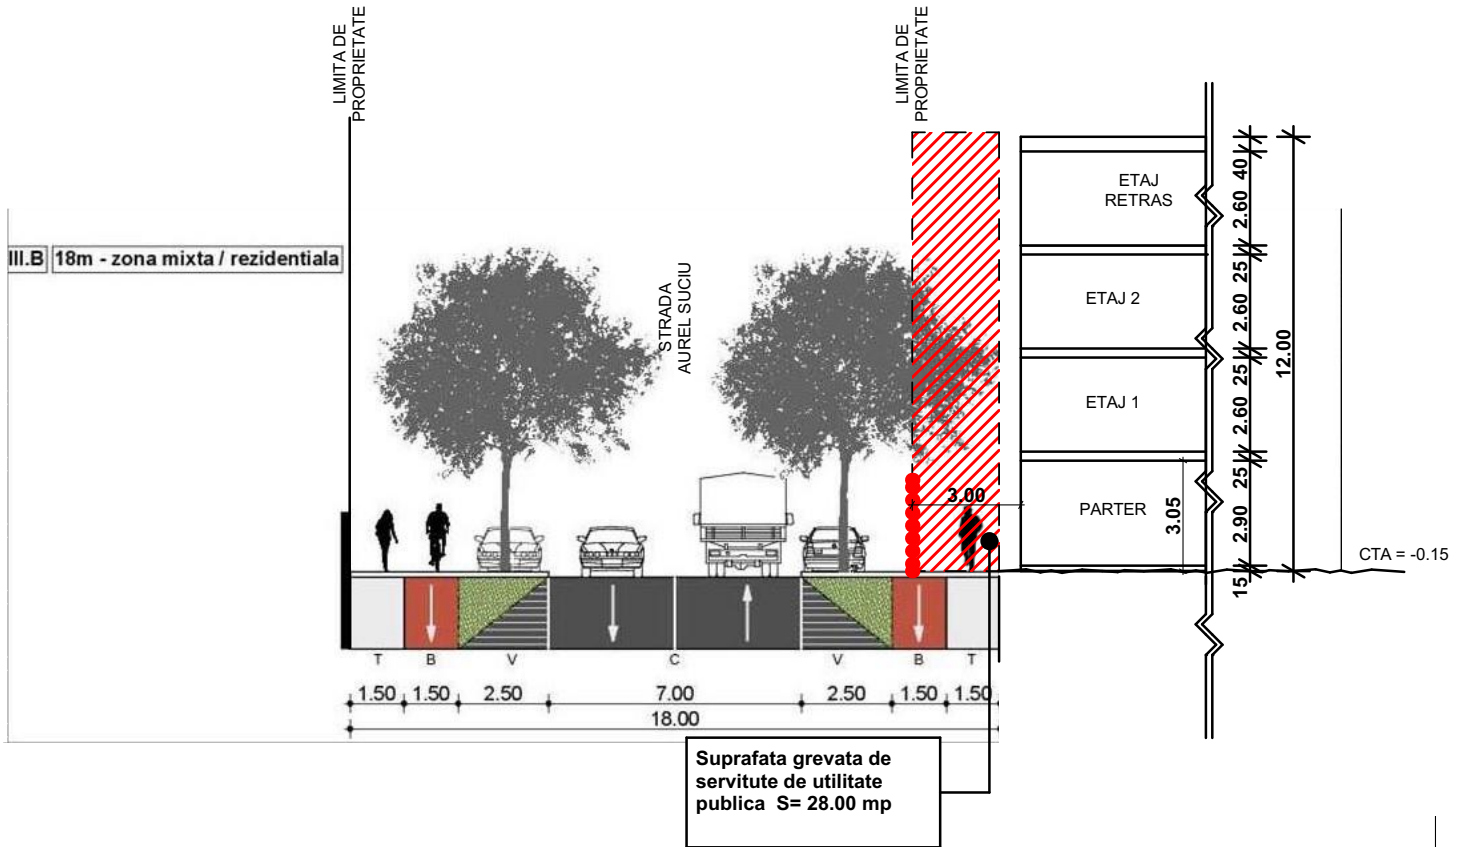 LIMITA DE
PROPRIETATE
LIMITA DE
PROPRIETATE
III.B 18m - zona mixta / rezidentiala
STRADA
AUREL SUCIU
ETAJ
RETRAS
ETAJ 2
ETAJ 1
PARTER
3.00
3.05
40
2.60
25
2.60
25
2.60
25
2.90
15
12.00
CTA = -0.15
T B V C V B T
1.50 1.50 2.50 7.00 2.50 1.50 1.50
18.00
Suprafata grevata de
servitute de utilitate
publica S= 28.00 mp